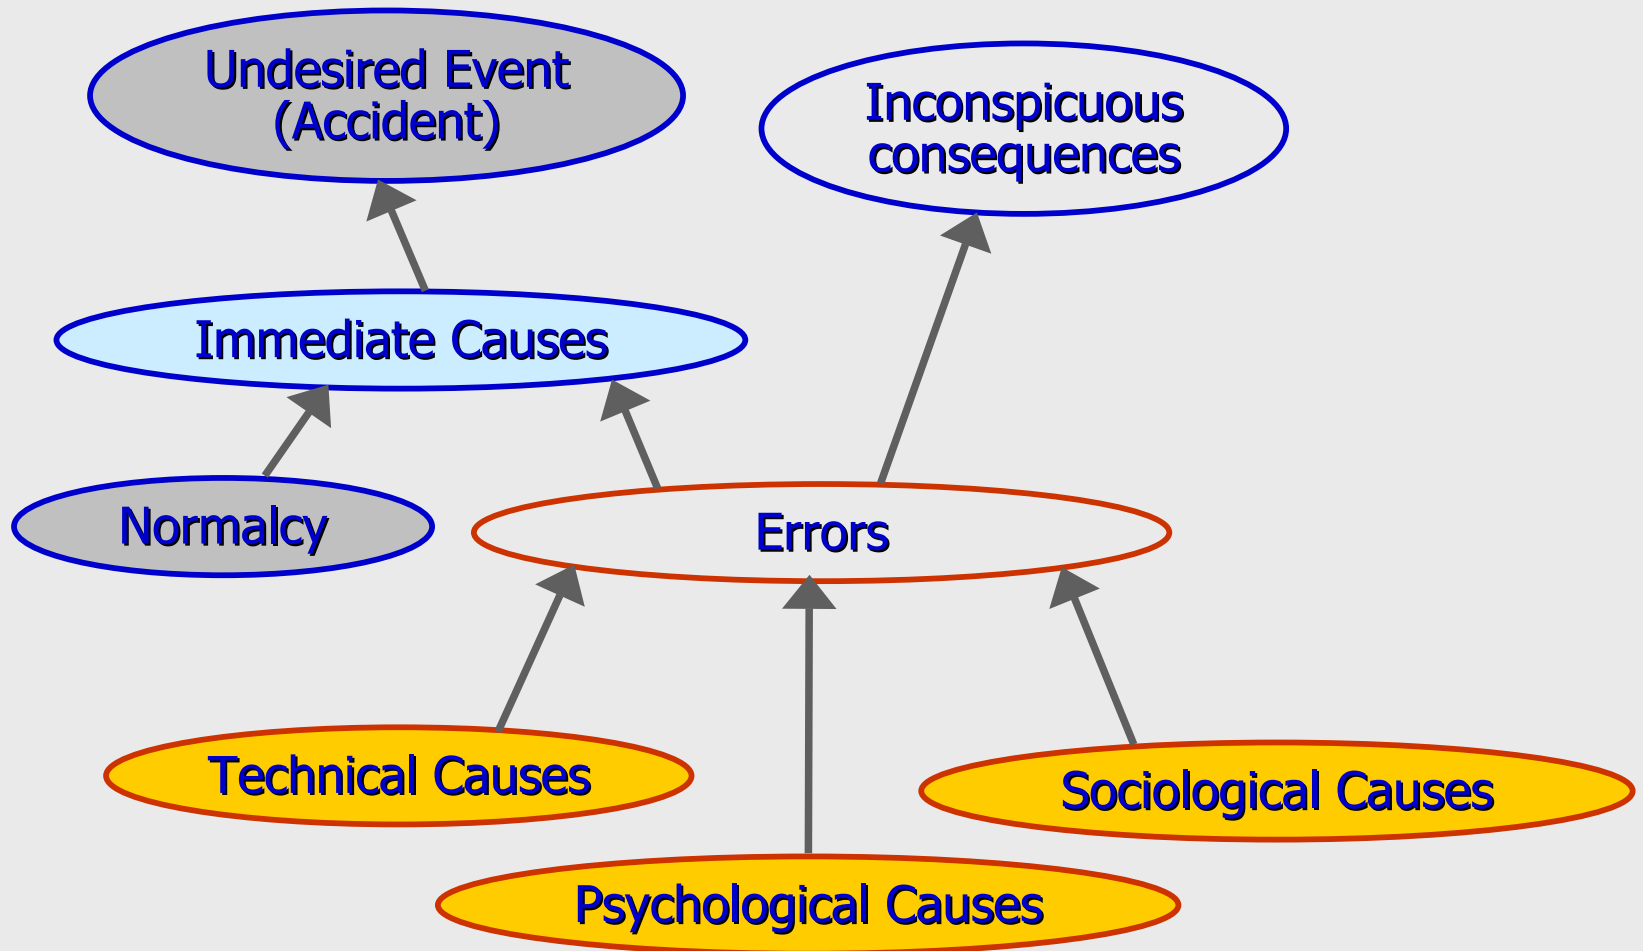 Undesired Event
(Accident)
Inconspicuous
consequences
Immediate Causes
Normalcy
Errors
Technical Causes
Sociological Causes
Psychological Causes